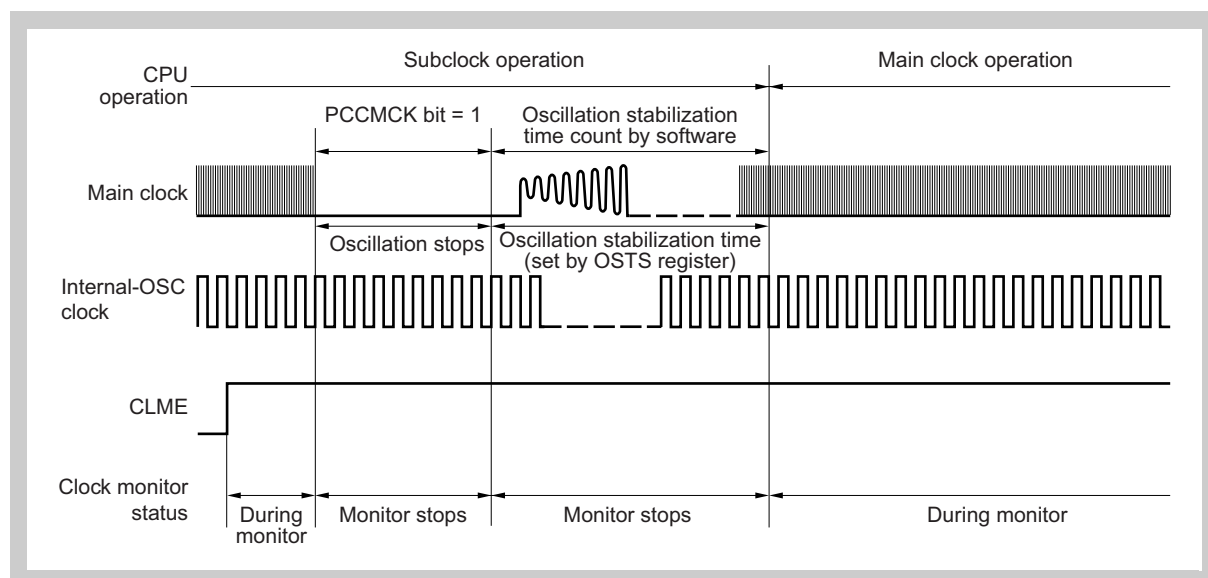 CPU
operation
Subclock operation
Main clock operation
PCCMCK bit = 1
Oscillation stabilization
time count by software
Main clock
Oscillation stops
Oscillation stabilization time
(set by OSTS register)
Internal-OSC
clock
CLME
Clock monitor
status
During
monitor
Monitor stops
Monitor stops
During monitor